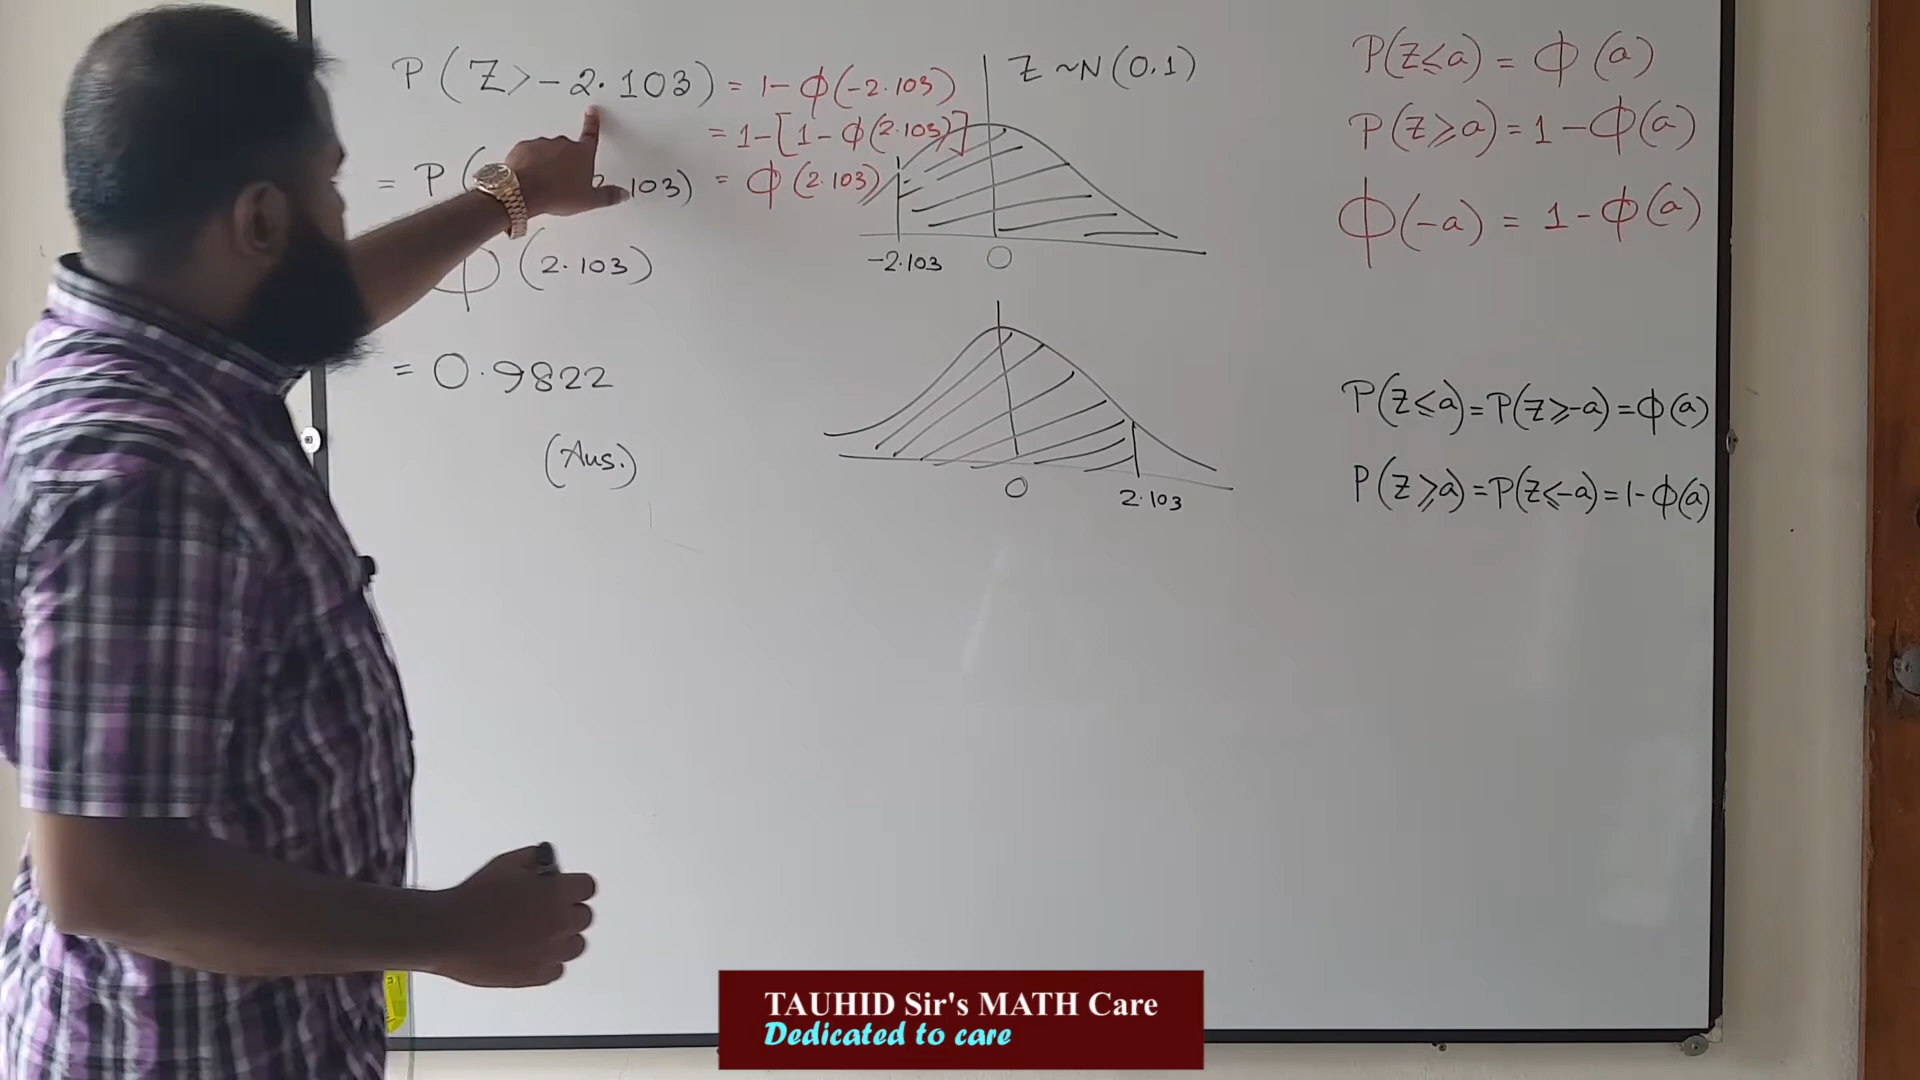 P(Z>-2.103) = 1-ϕ(-2.103)
= 1-[1-ϕ(2.103)]
= P( 2.103) = ϕ(2.103)
ϕ(2.103)
= 0.9822
(Ans.)
Z ~N(0,1)
-2.103 0
0 2.103
P(Z≤a) = ϕ(a)
P(Z≥a) = 1-ϕ(a)
ϕ(-a) = 1-ϕ(a)
P(Z≤a)=P(Z≥-a)=ϕ(a)
P(Z≥a)=P(Z≤-a)=1-ϕ(a)
TAUHID Sir's MATH Care
Dedicated to care